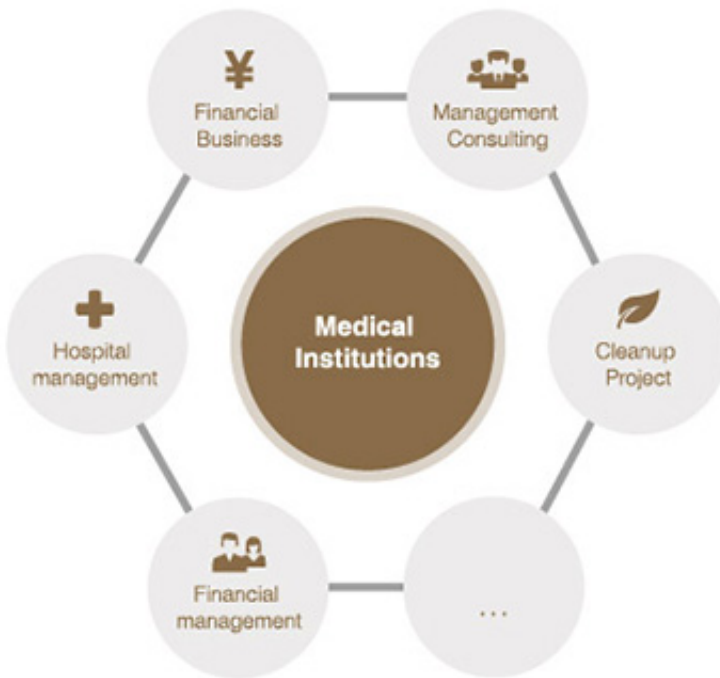 ¥
Financial
Business
Management
Consulting
Hospital
management
Medical
Institutions
Cleanup
Project
Financial
management
...